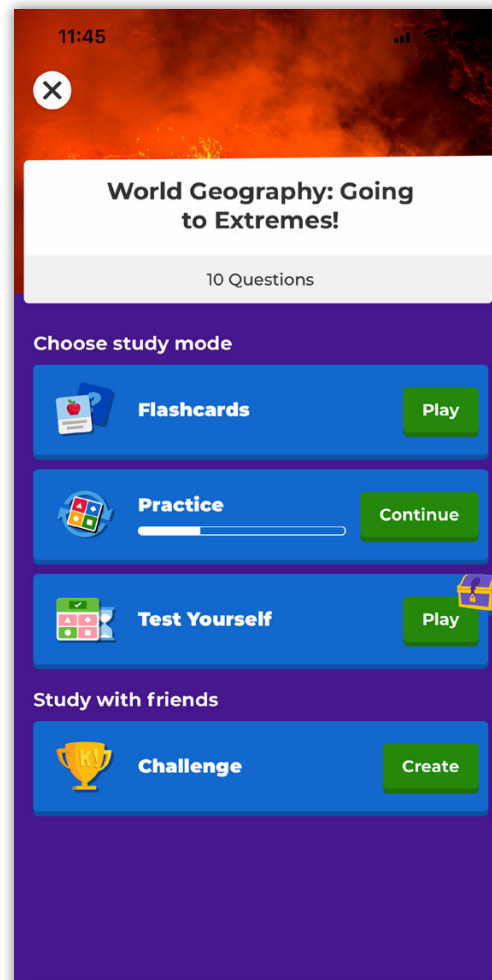 11:45
World Geography: Going
to Extremes!
10 Questions
Choose study mode
?
Flashcards
Play
Practice
Continue
Test Yourself
Play
Study with friends
K!
Challenge
Create